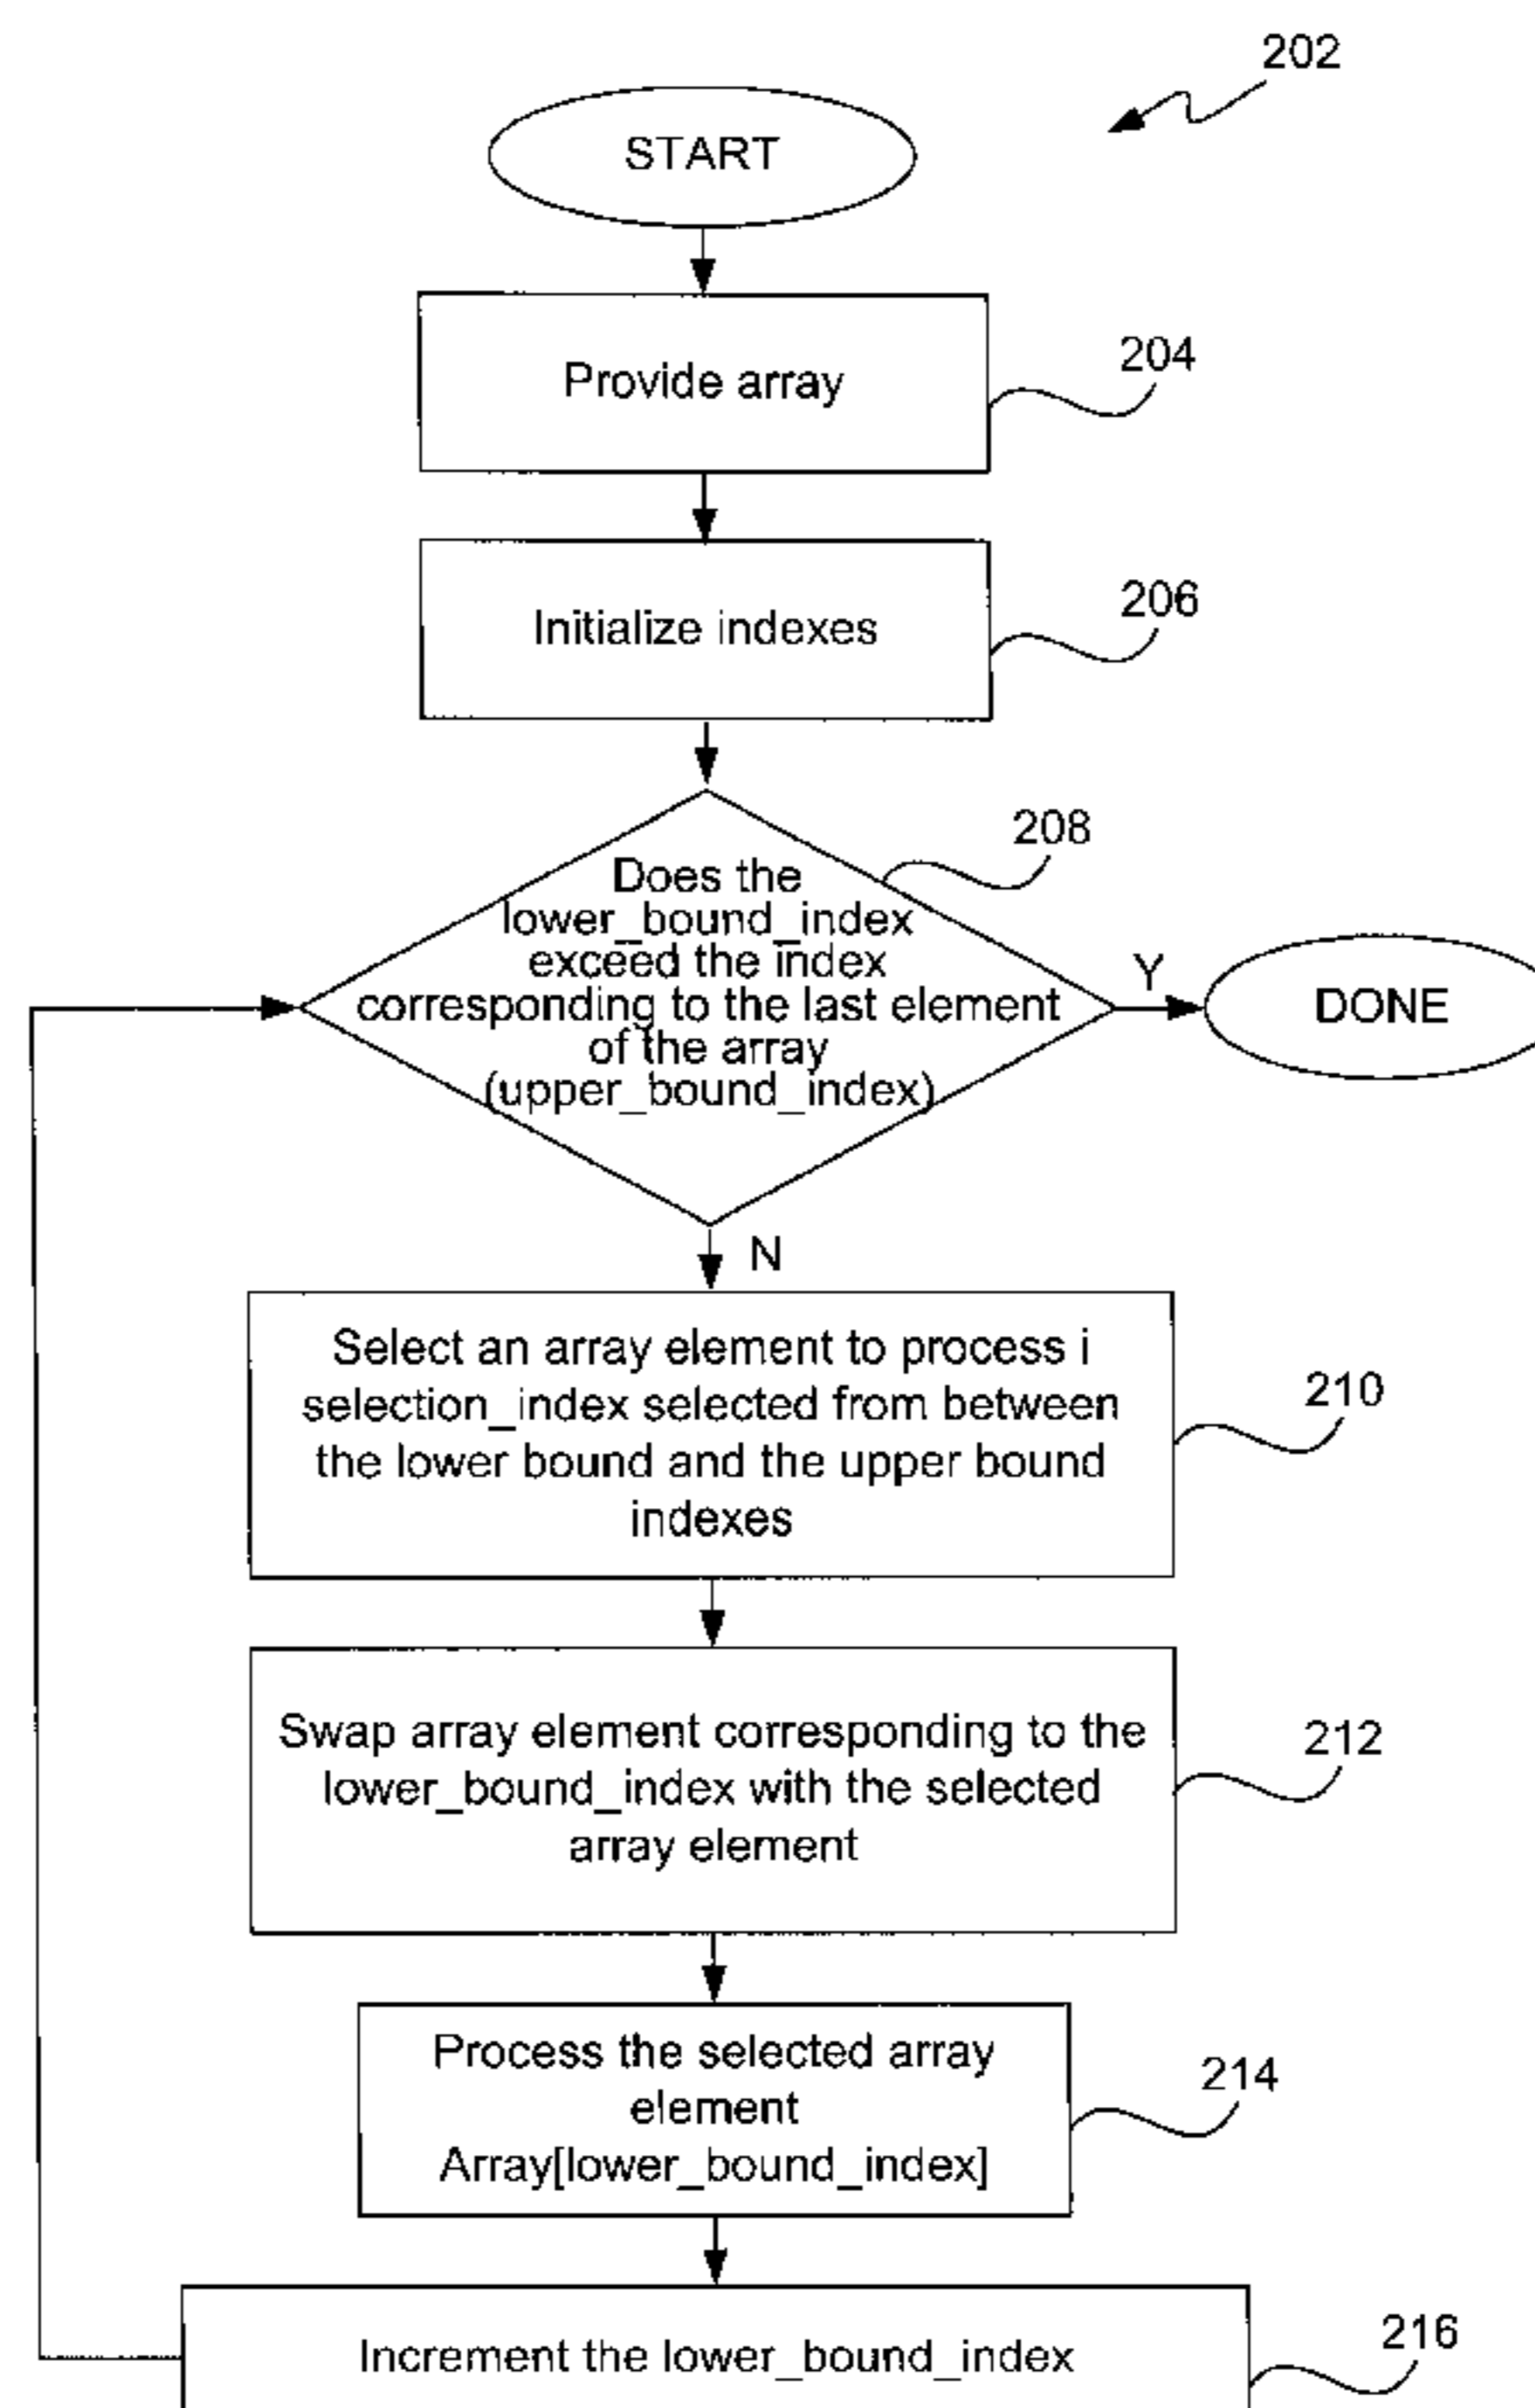 202
START
Provide array
204
Initialize indexes
206
208
Does the
lower_bound_index
exceed the index
corresponding to the last element
of the array
(upper_bound_index)
Y
DONE
N
Select an array element to process i
selection_index selected from between
the lower bound and the upper bound
indexes
210
Swap array element corresponding to the
lower_bound_index with the selected
array element
212
Process the selected array
element
Array[lower_bound_index]
214
Increment the lower_bound_index
216